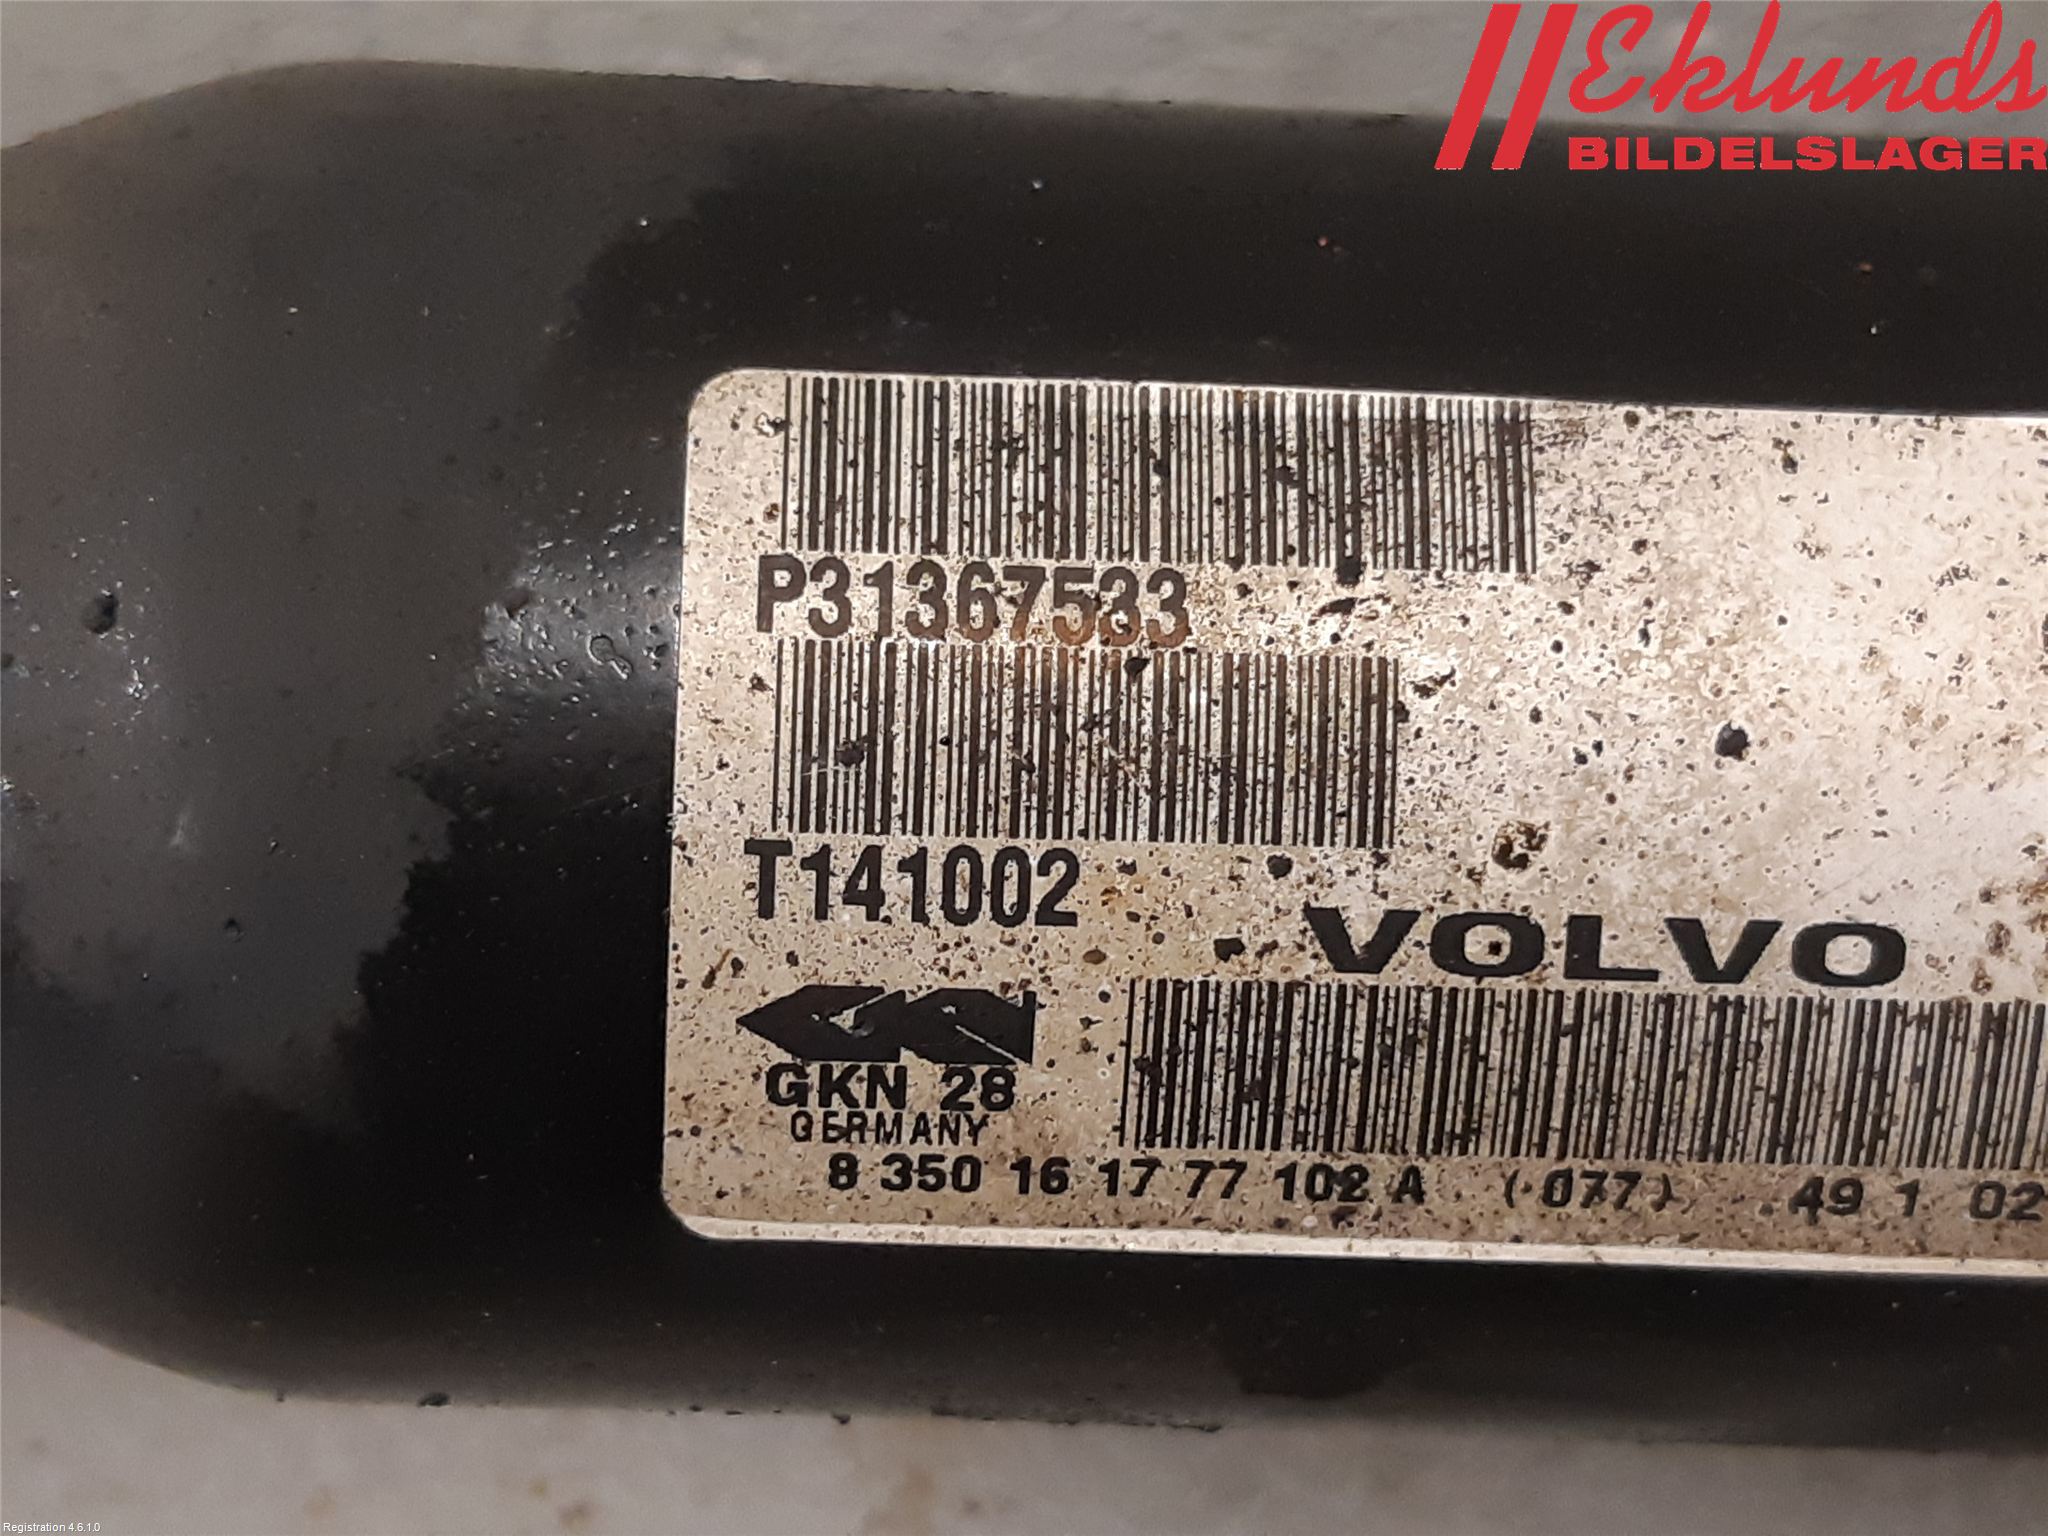 Eklunds
BILDELSLAGER
P31367533
T141002
VOLVO
GKN 28
GERMANY
8 350 16 17 77 102 A (077) 49 1 02
Registration 4.6.1.0